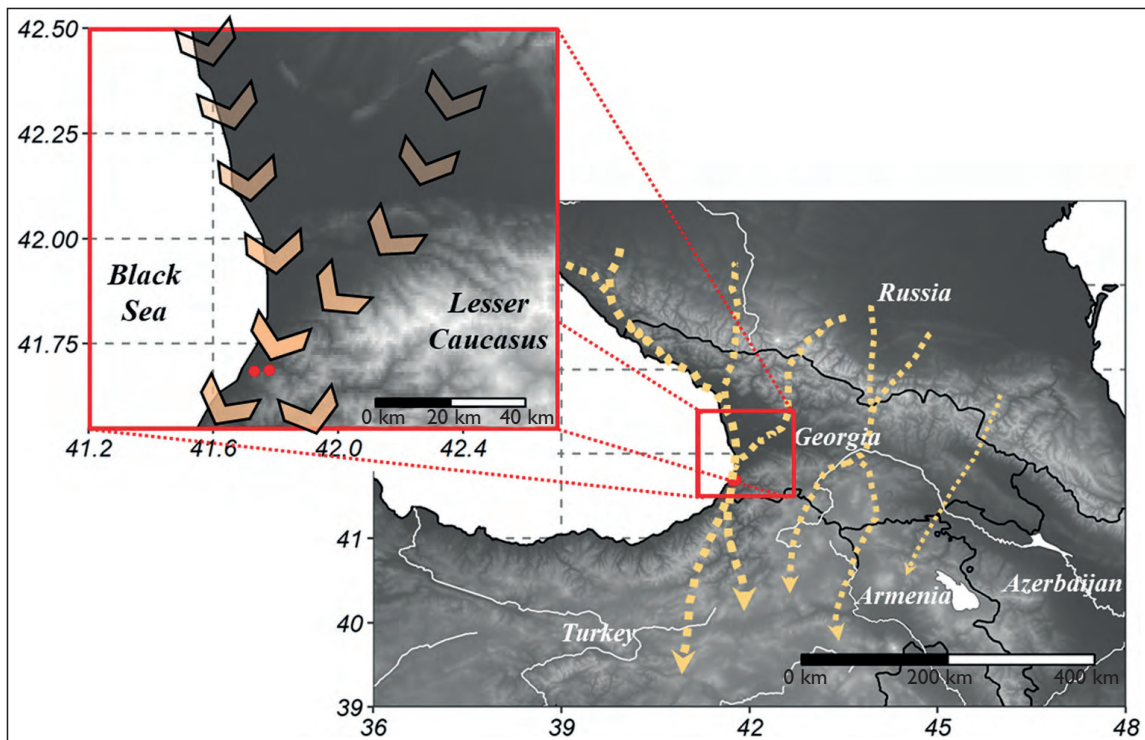 42.50
42.25
42.00
41.75
41.2
41.6
42.0
42.4
Black
Sea
Lesser
Caucasus
0 km
20 km
40 km
Russia
Georgia
Armenia
Azerbaijan
Turkey
0 km
200 km
400 km
41
40
39
36
39
42
45
48